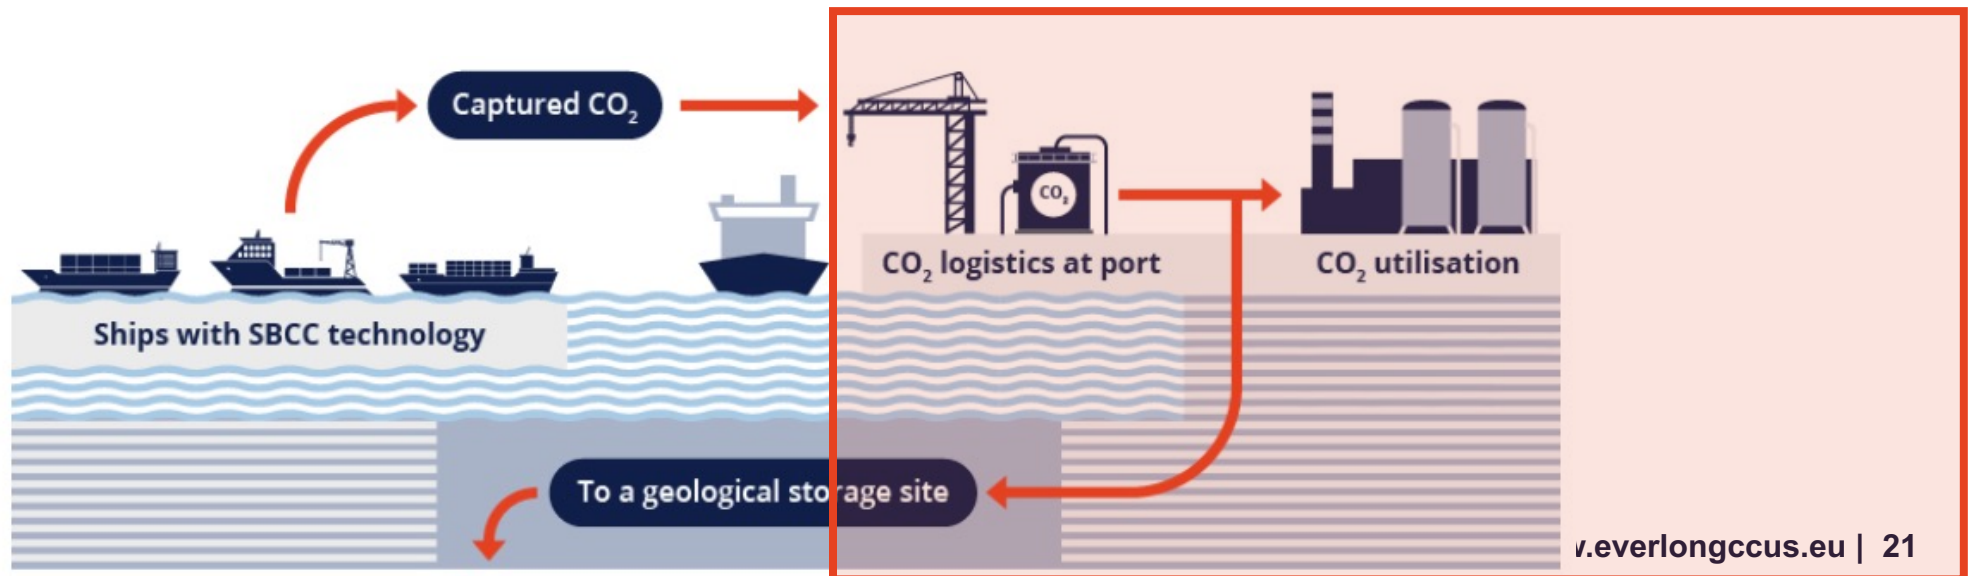 Captured CO₂
CO₂
CO₂ logistics at port
CO₂ utilisation
Ships with SBCC technology
To a geological storage site
.everlongccus.eu | 21